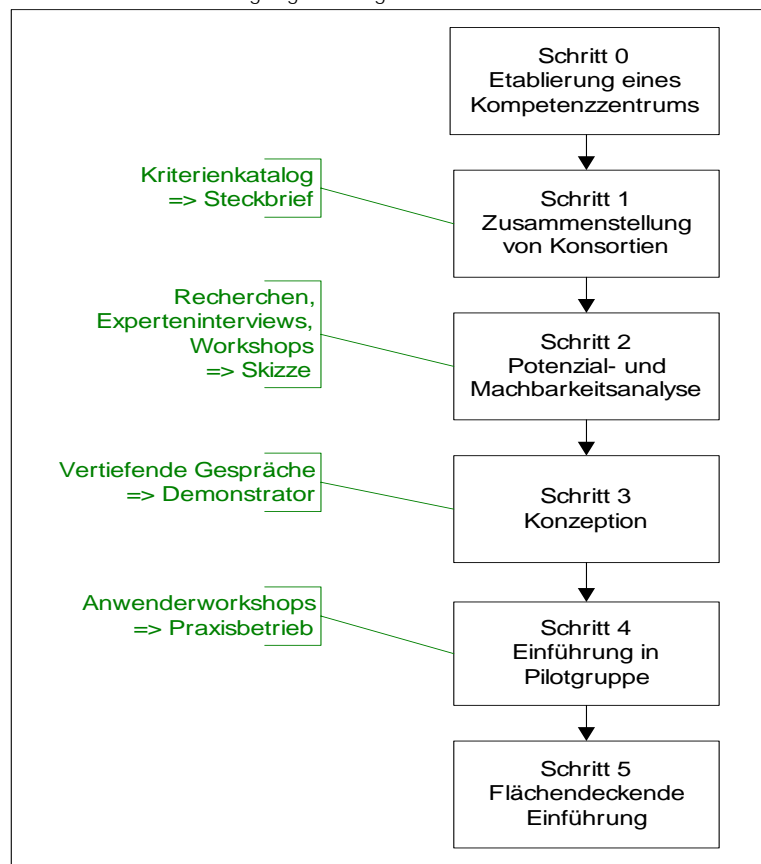 Schritt 0
Etablierung eines
Kompetenzzentrums
Kriterienkatalog
=> Steckbrief
Schritt 1
Zusammenstellung
von Konsortien
Recherchen,
Experteninterviews,
Workshops
=> Skizze
Schritt 2
Potenzial- und
Machbarkeitsanalyse
Vertiefende Gespräche
=> Demonstrator
Schritt 3
Konzeption
Anwenderworkshops
=> Praxisbetrieb
Schritt 4
Einführung in
Pilotgruppe
Schritt 5
Flächendeckende
Einführung